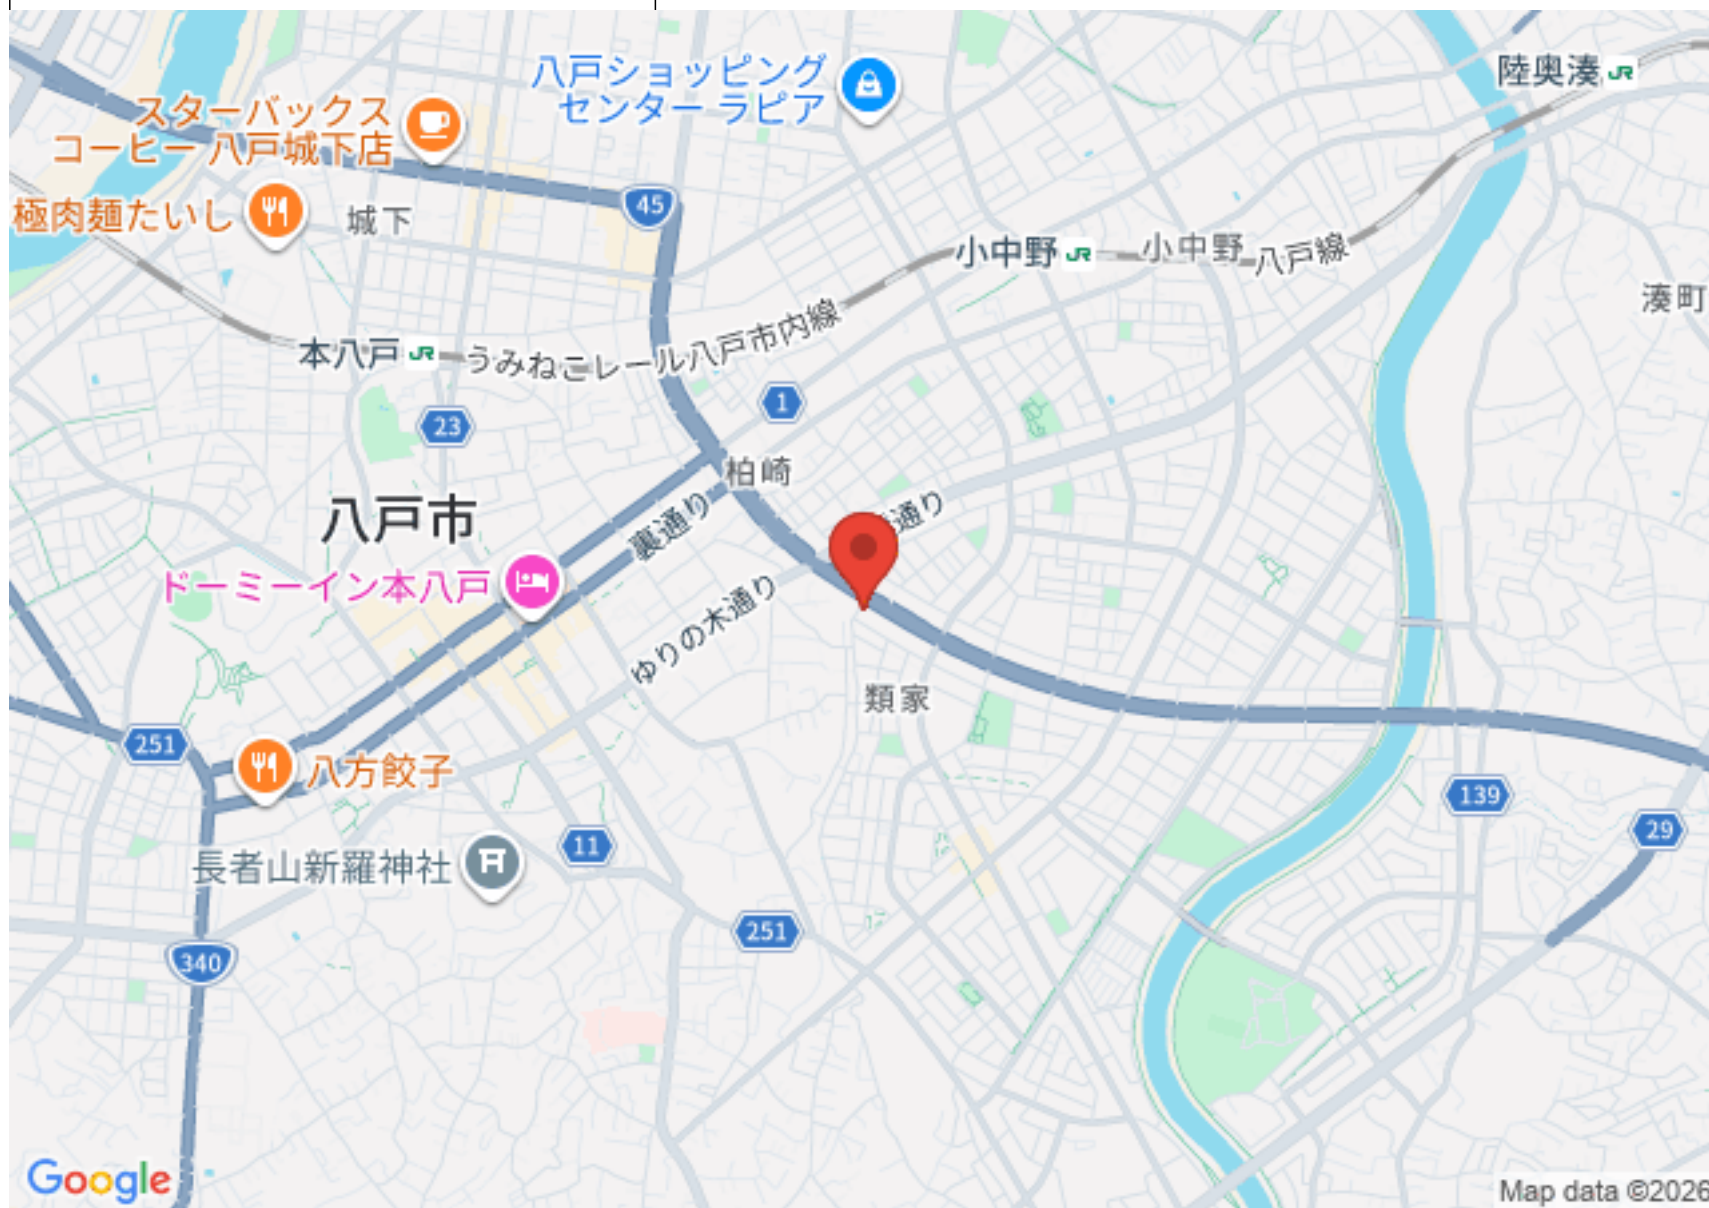 陸奥湊
八戸ショッピング
センター ラピア
スターバックス
コーヒー 八戸城下店
極肉麺たいし
城下
45
小中野
小中野
八戸線
湊町
本八戸
うみねこレール八戸市内線
1
23
柏崎
八戸市
裏通り
通り
ドーミーイン本八戸
ゆりの木通り
類家
251
八方餃子
139
29
11
長者山新羅神社
251
340
Google
Map data ©2026